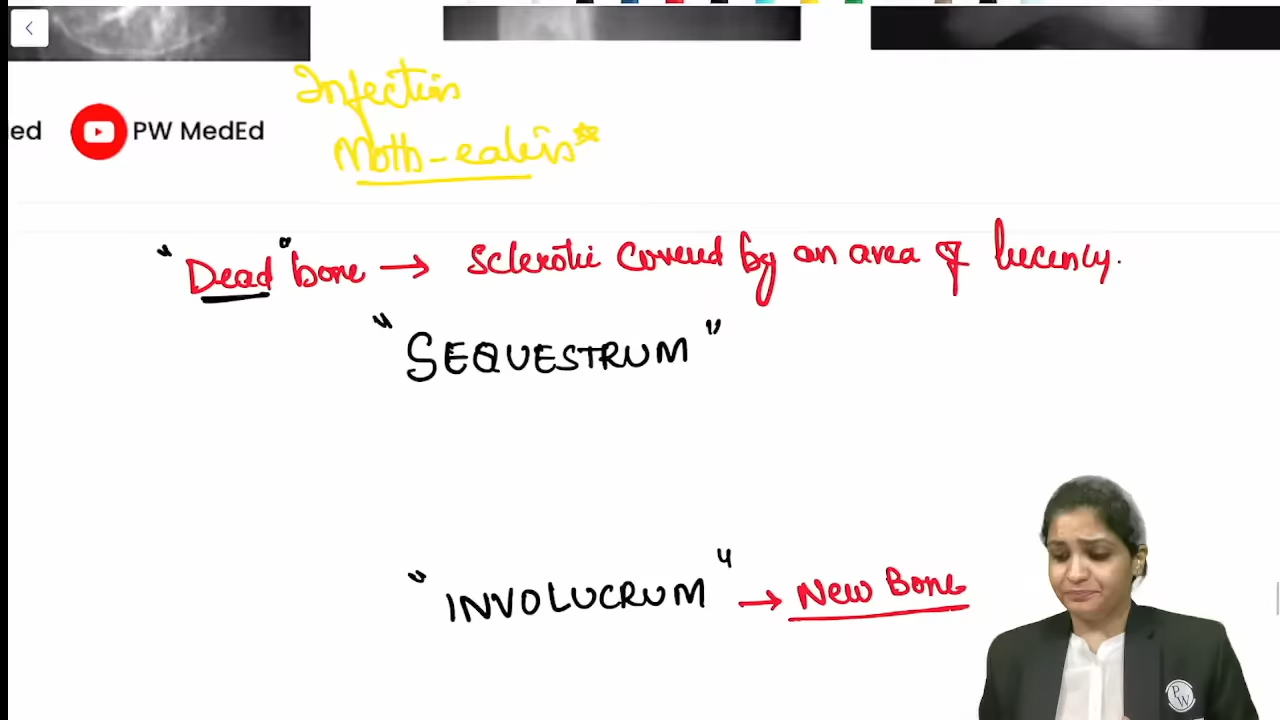 Infection
ed PW MedEd
Moth-eaten*
"Dead" bone → Sclerotic covered by an area of lucency.
"SEQUESTRUM"
"INVOLUCRUM" → New Bone
PW